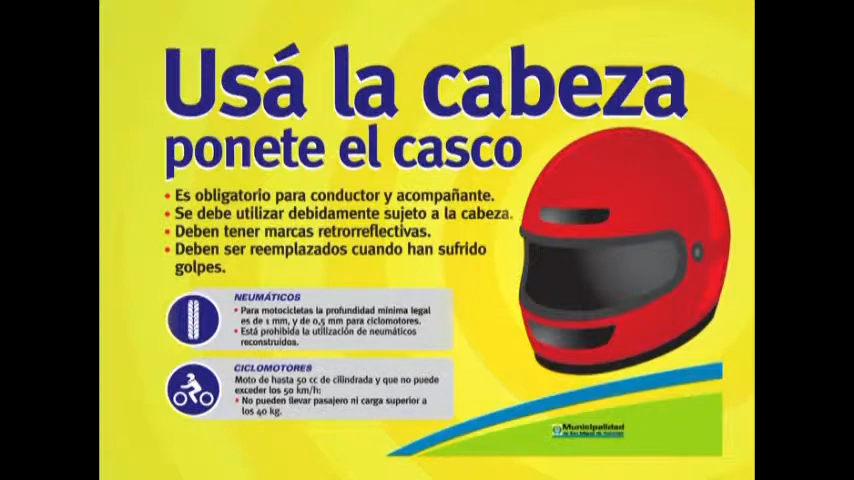 Usá la cabeza
ponete el casco
• Es obligatorio para conductor y acompañante.
• Se debe utilizar debidamente sujeto a la cabeza.
• Deben tener marcas retrorreflectivas.
• Deben ser reemplazados cuando han sufrido
golpes.
NEUMÁTICOS
• Para motocicletas la profundidad mínima legal
es de 1 mm, y de 0,5 mm para ciclomotores.
• Está prohibida la utilización de neumáticos
reconstruidos.
CICLOMOTORES
Moto de hasta 50 cc de cilindrada y que no puede
exceder los 50 km/h:
• No pueden llevar pasajero ni carga superior a
los 40 kg.
Municipalidad